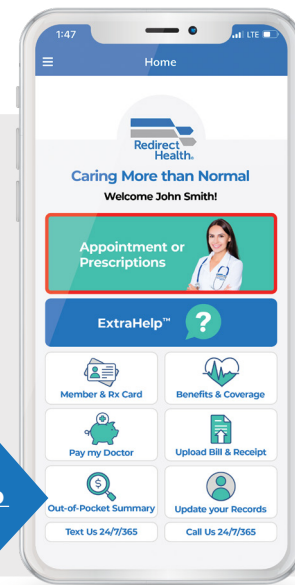 1:47
LTE
Home
Redirect
Health®
Caring More
than Normal
Welcome John Smith!
Appointment or
Prescriptions
ExtraHelp™
?
Member & Rx Card
Benefits & Coverage
Pay my Doctor
Upload Bill & Receipt
$
Out-of-Pocket Summary
Update your Records
Text Us 24/7/365
Call Us 24/7/365